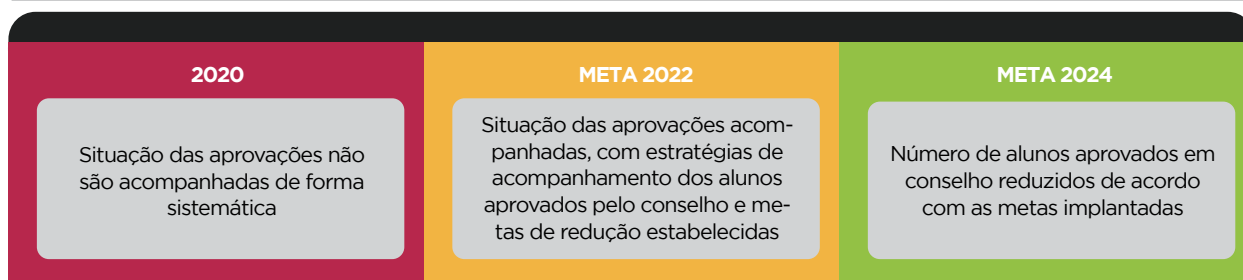 2020
Situação das aprovações não
são acompanhadas de forma
sistemática
META 2022
Situação das aprovações acom-
panhadas, com estratégias de
acompanhamento dos alunos
aprovados pelo conselho e me-
tas de redução estabelecidas
META 2024
Número de alunos aprovados em
conselho reduzidos de acordo
com as metas implantadas